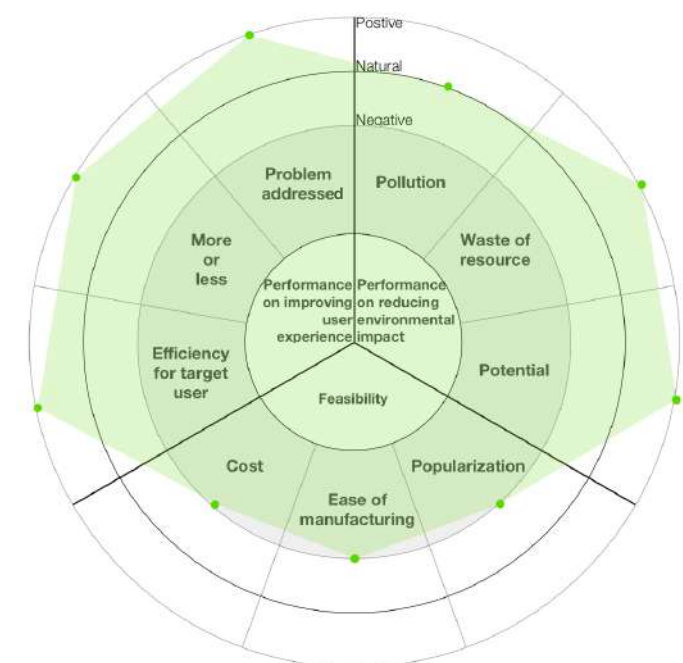 Postive
Natural
Negative
Problem
addressed
Pollution
More
or
less
Waste of
resource
Performance
on improving
user
experience
Performance
on reducing
environmental
impact
Efficiency
for target
user
Potential
Feasibility
Cost
Popularization
Ease of
manufacturing